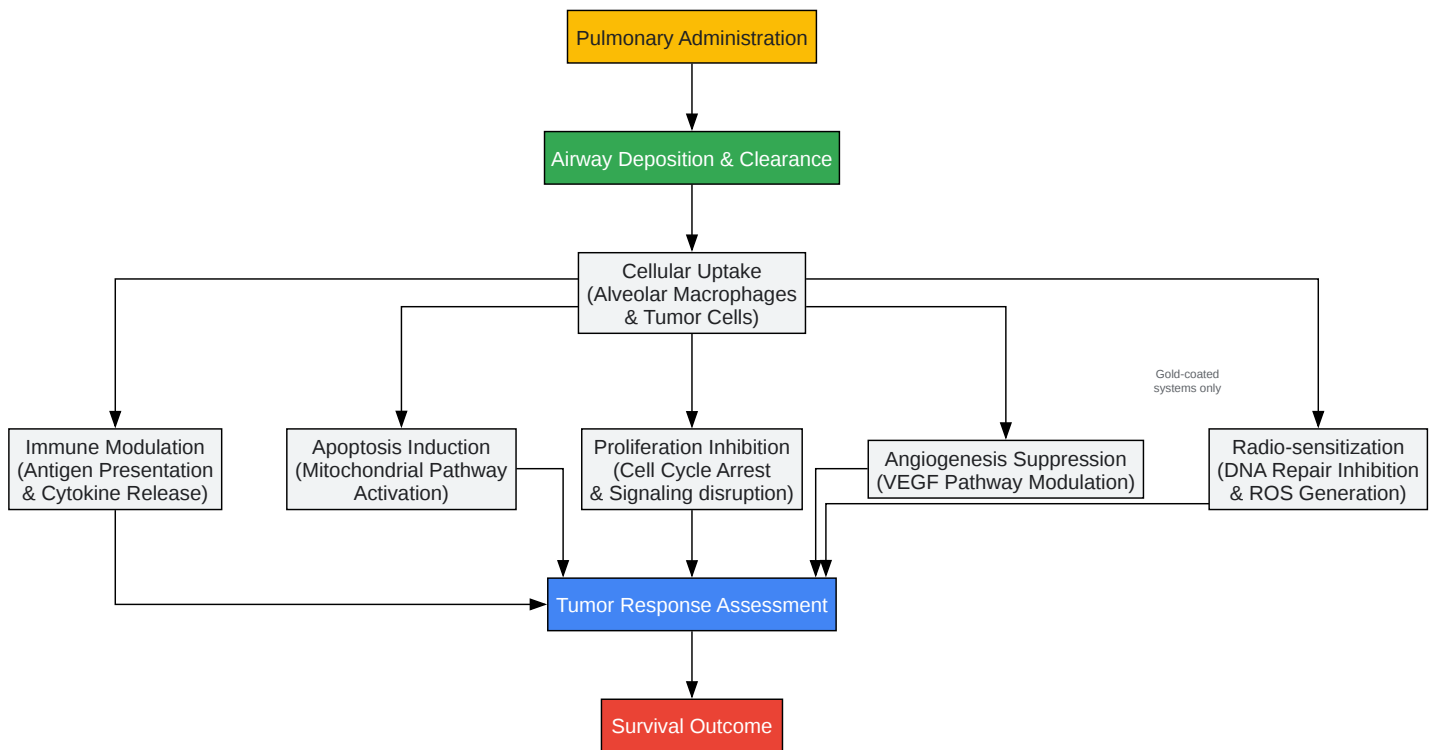 Pulmonary Administration
Airway Deposition & Clearance
Cellular Uptake
(Alveolar Macrophages
& Tumor Cells)
Gold-coated
systems only
Immune Modulation
(Antigen Presentation
& Cytokine Release)
Apoptosis Induction
(Mitochondrial Pathway
Activation)
Proliferation Inhibition
(Cell Cycle Arrest
& Signaling disruption)
Angiogenesis Suppression
(VEGF Pathway Modulation)
Radio-sensitization
(DNA Repair Inhibition
& ROS Generation)
Tumor Response Assessment
Survival Outcome